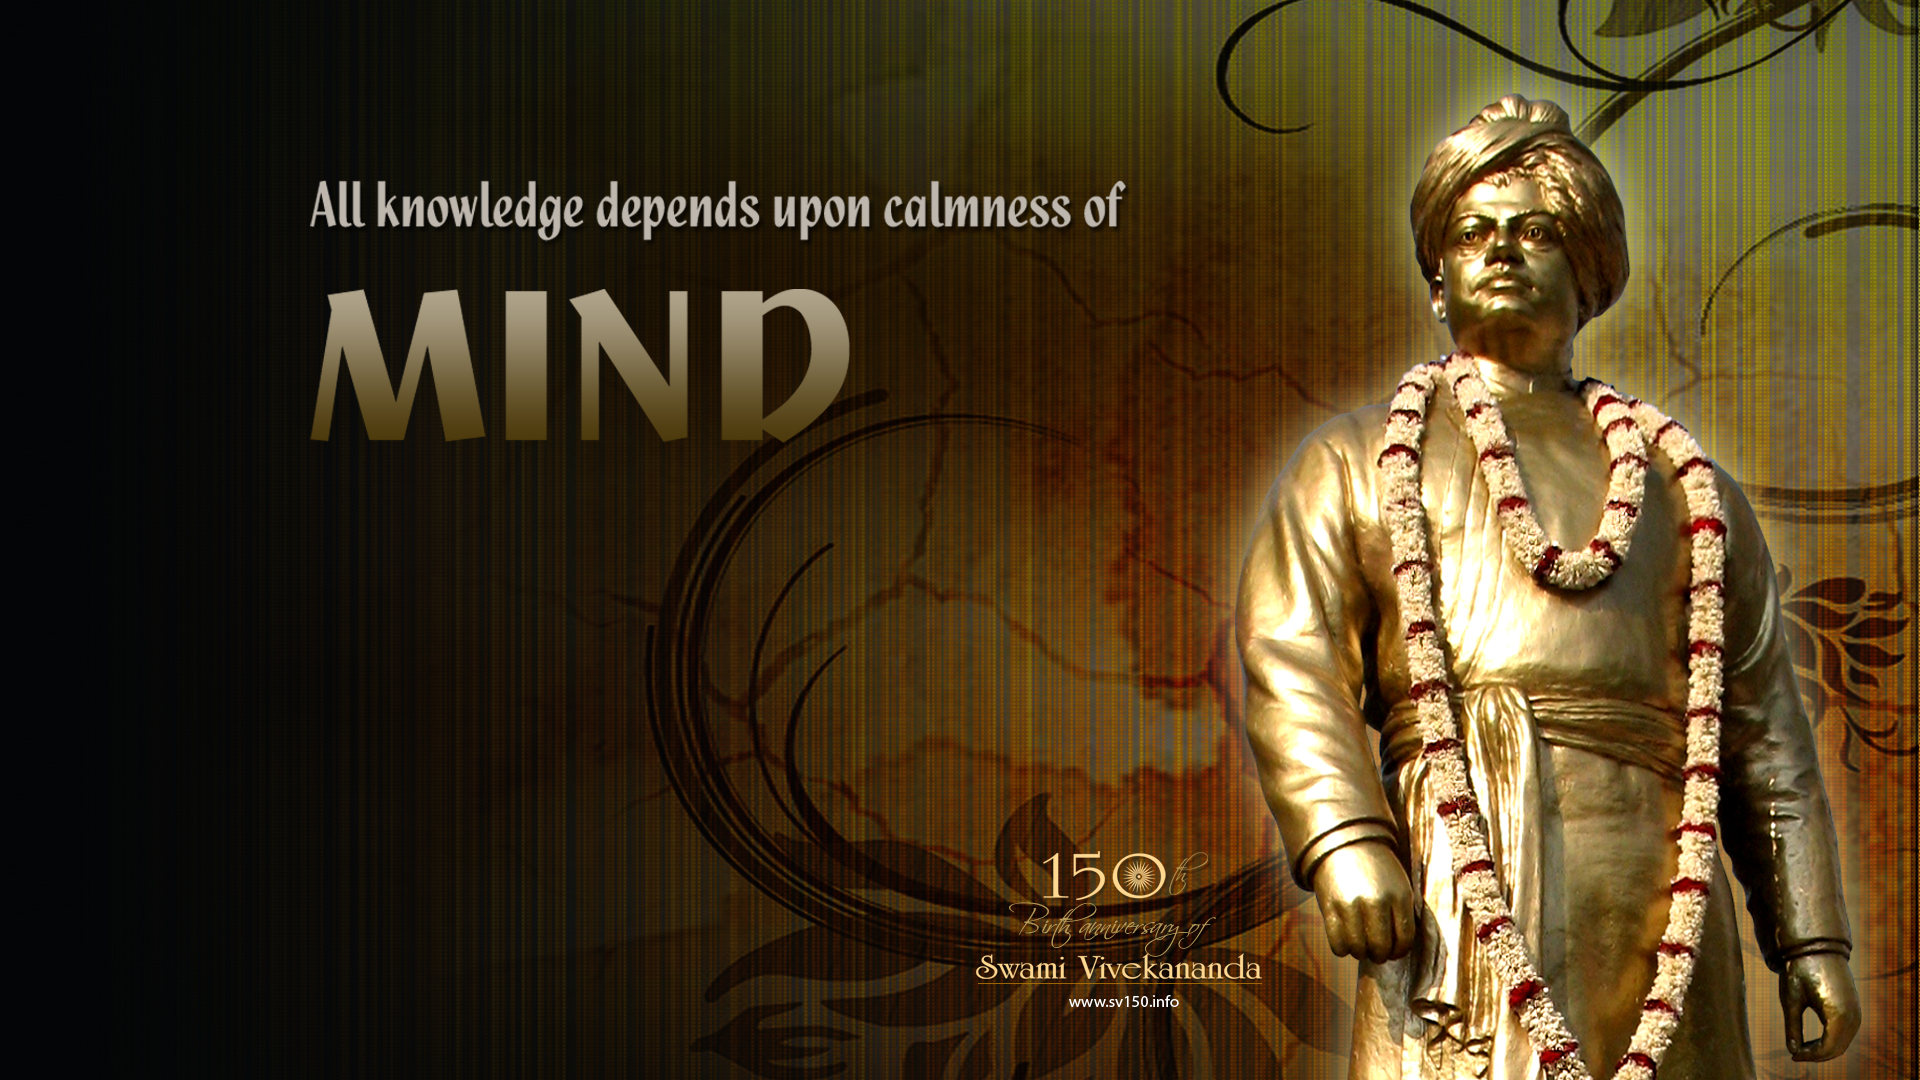 All knowledge depends upon calmness of
MIND
150th
Birth anniversary of
Swami Vivekananda
www.sv150.info